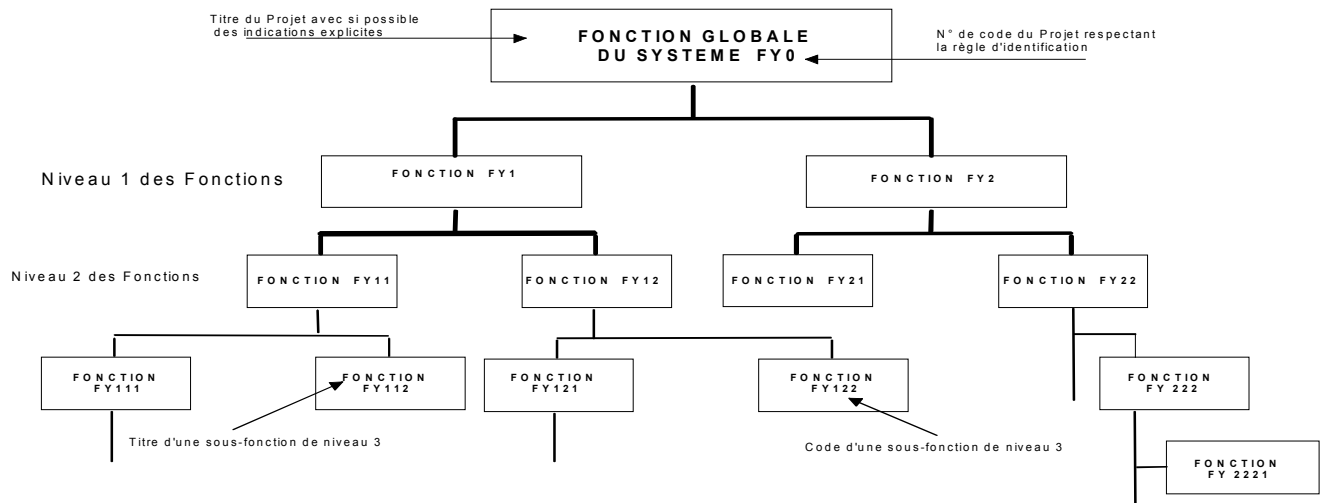 Titre du Projet avec si possible
des indications explicites
FONCTION GLOBALE
DU SYSTEME FY0
N° de code du Projet respectant
la règle d'identification
Niveau 1 des Fonctions
FONCTION FY1
FONCTION FY2
Niveau 2 des Fonctions
FONCTION FY11
FONCTION FY12
FONCTION FY21
FONCTION FY22
FONCTION
FY111
FONCTION
FY112
FONCTION
FY121
FONCTION
FY122
FONCTION
FY 222
Titre d'une sous-fonction de niveau 3
Code d'une sous-fonction de niveau 3
FONCTION
FY 2221